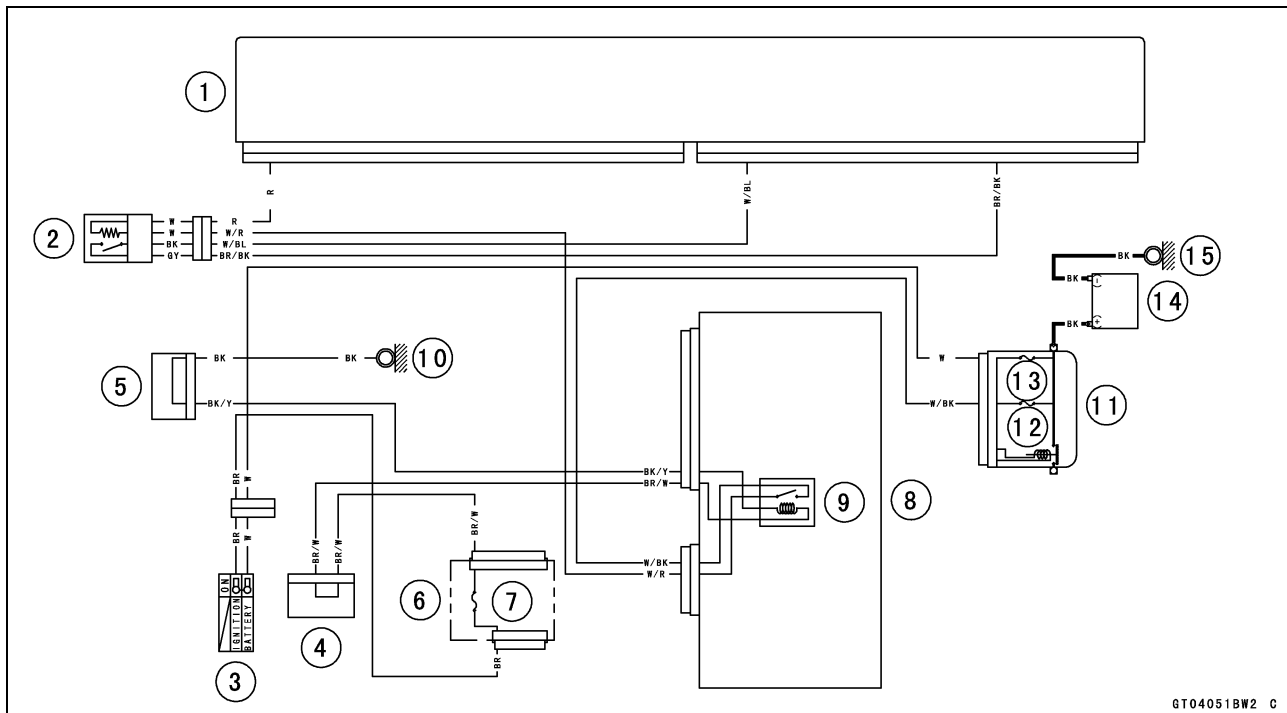 1
R
W/BL
BR/BK
2
W
R
W
W/R
BK
W/BL
GY
BR/BK
BK
15
BK
(-)
14
BK
(+)
5
BK
BK
10
W
13
11
BK/Y
W/BK
12
BR
W
BK/Y
BR/W
9
8
BR/W
BR
W
BR/W
BR/W
W/BK
W/R
6
7
ON
IGNITION
BATTERY
4
BR
3
GT04051BW2 C